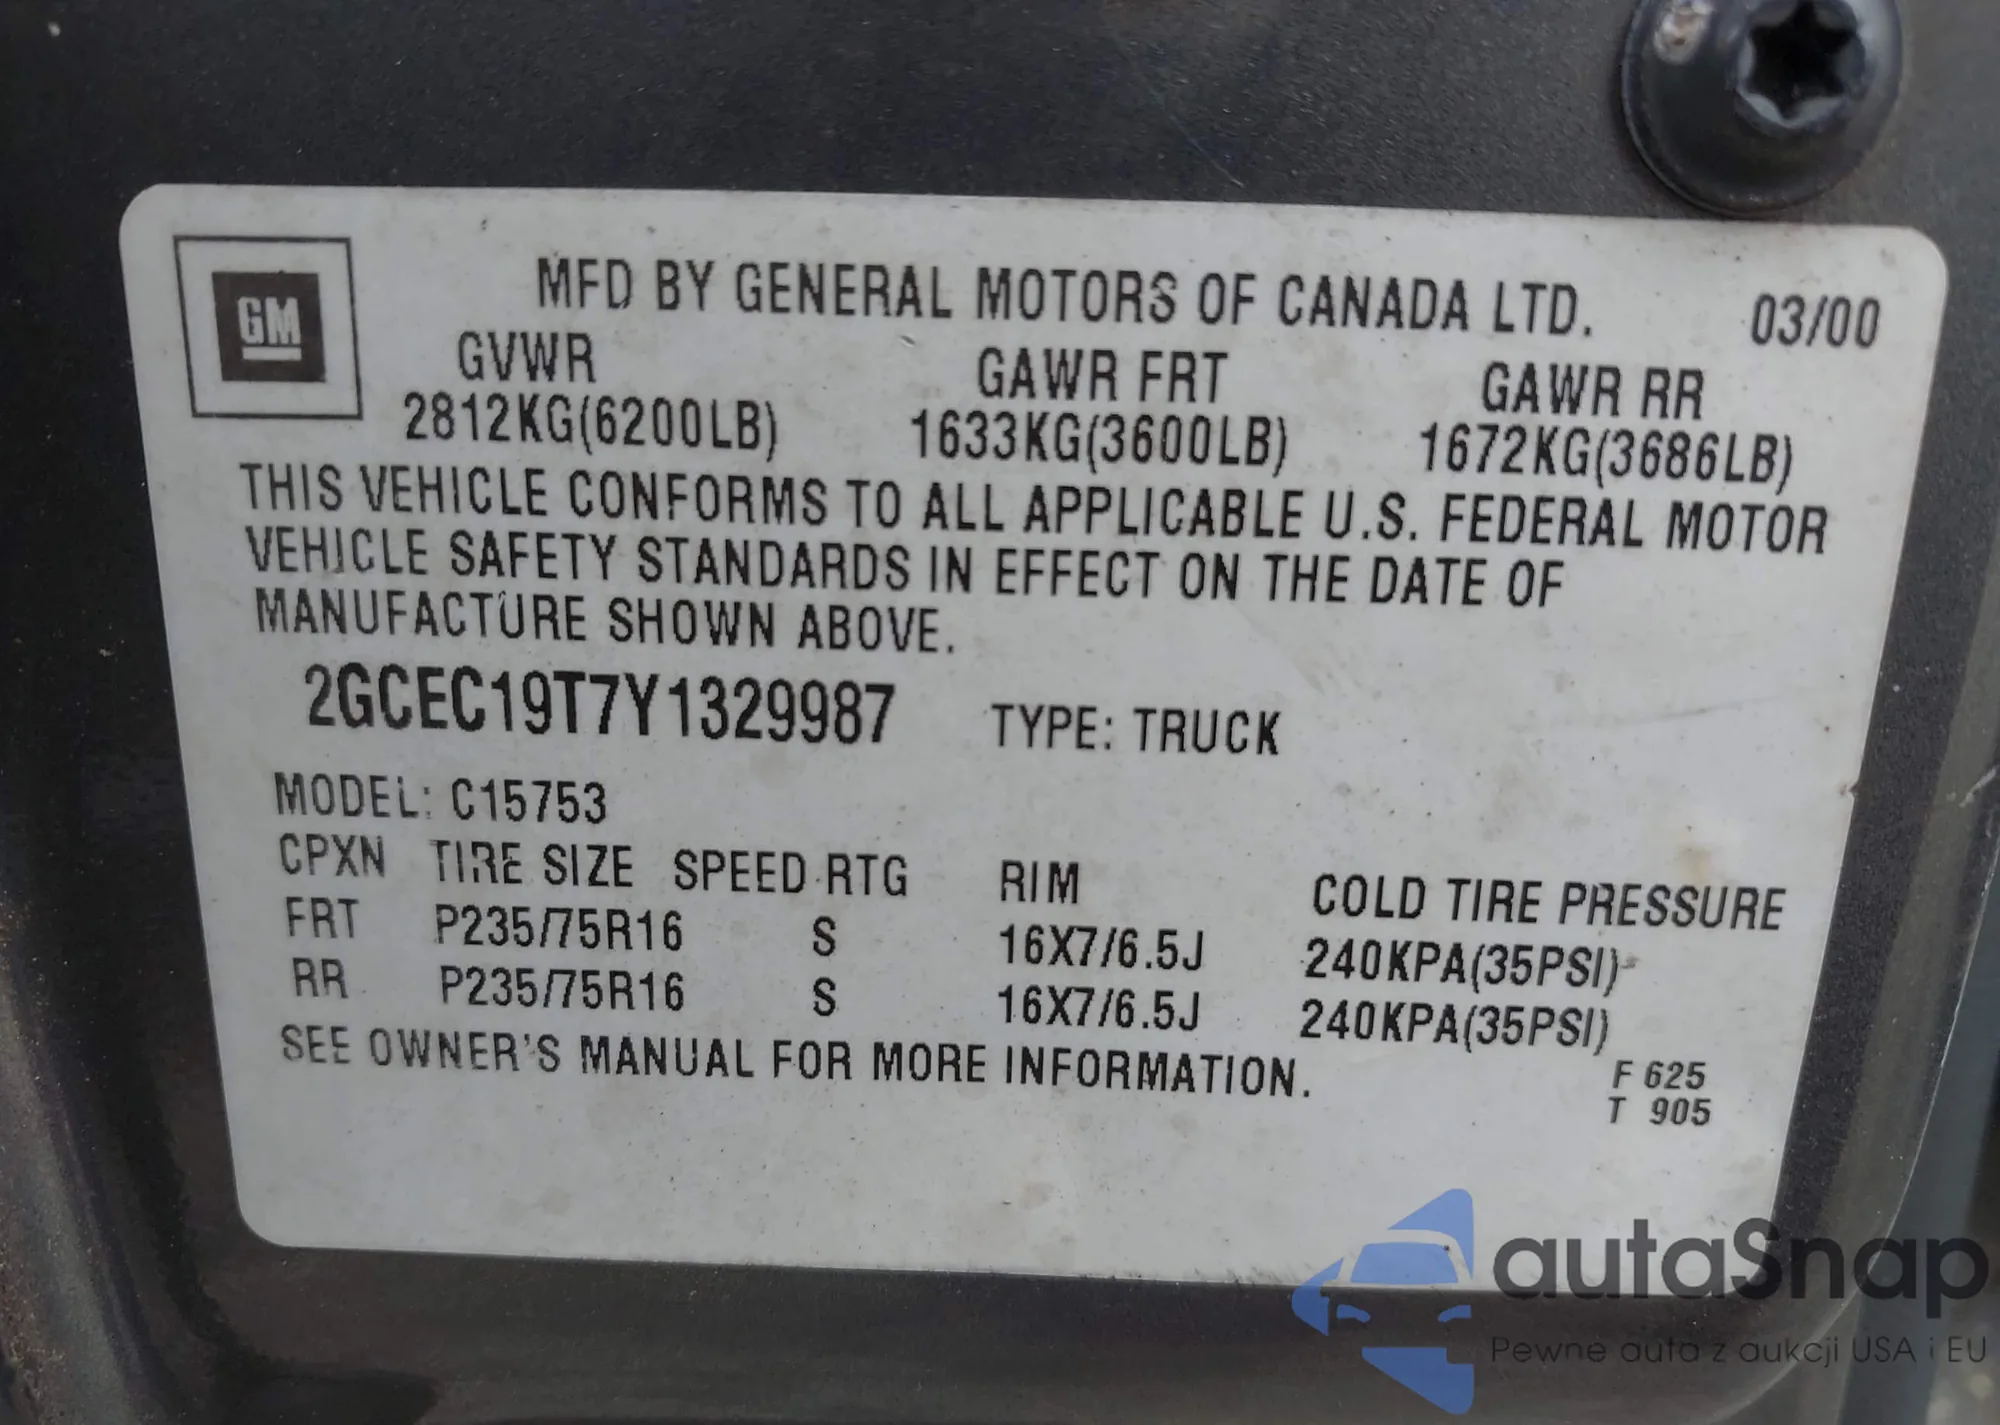 GM
MFD BY GENERAL MOTORS OF CANADA LTD. 03/00
GVWR GAWR FRT GAWR RR
2812KG(6200LB) 1633KG(3600LB) 1672KG(3686LB)
THIS VEHICLE CONFORMS TO ALL APPLICABLE U.S. FEDERAL MOTOR
VEHICLE SAFETY STANDARDS IN EFFECT ON THE DATE OF
MANUFACTURE SHOWN ABOVE.
2GCEC19T7Y1329987 TYPE: TRUCK
MODEL: C15753
CPXN TIRE SIZE SPEED RTG RIM COLD TIRE PRESSURE
FRT P235/75R16 S 16X7/6.5J 240KPA(35PSI)
RR P235/75R16 S 16X7/6.5J 240KPA(35PSI)
SEE OWNER'S MANUAL FOR MORE INFORMATION.
F 625
T 905
autaSnap
Pewne auta z aukcji USA i EU